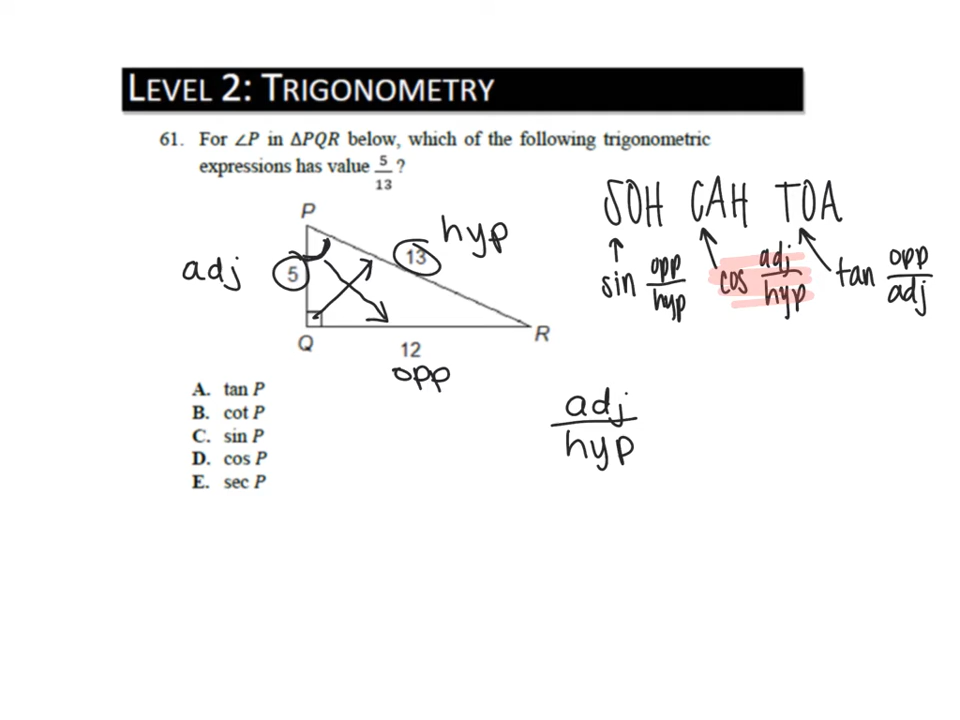 LEVEL 2: TRIGONOMETRY
61. For ∠P in ΔPQR below, which of the following trigonometric
expressions has value 5/13 ?
SOH CAH TOA
P
hyp
13
adj
5
sin opp/hyp cos adj/hyp tan opp/adj
Q
R
12
opp
A. tan P
B. cot P
C. sin P
D. cos P
E. sec P
adj
hyp